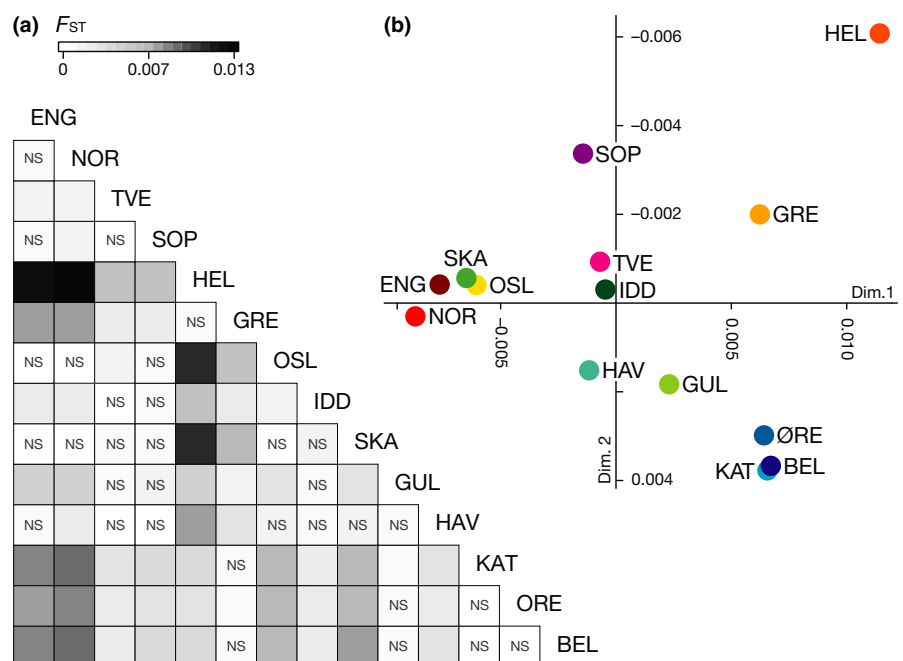 (a) FST
0 0.007 0.013
ENG
NS NOR
TVE
NS NS SOP
HEL
NS GRE
NS NS NS OSL
NS NS IDD
NS NS NS NS NS NS SKA
NS NS NS GUL
NS NS NS NS NS NS NS HAV
NS KAT
NS NS ORE
NS NS NS NS BEL
(b)
−0.006
HEL
−0.004
SOP
−0.002
GRE
SKA
TVE
ENG
OSL
IDD
Dim.1
NOR
−0.005
0.005
0.010
HAV
GUL
ØRE
Dim. 2
KAT
BEL
0.004